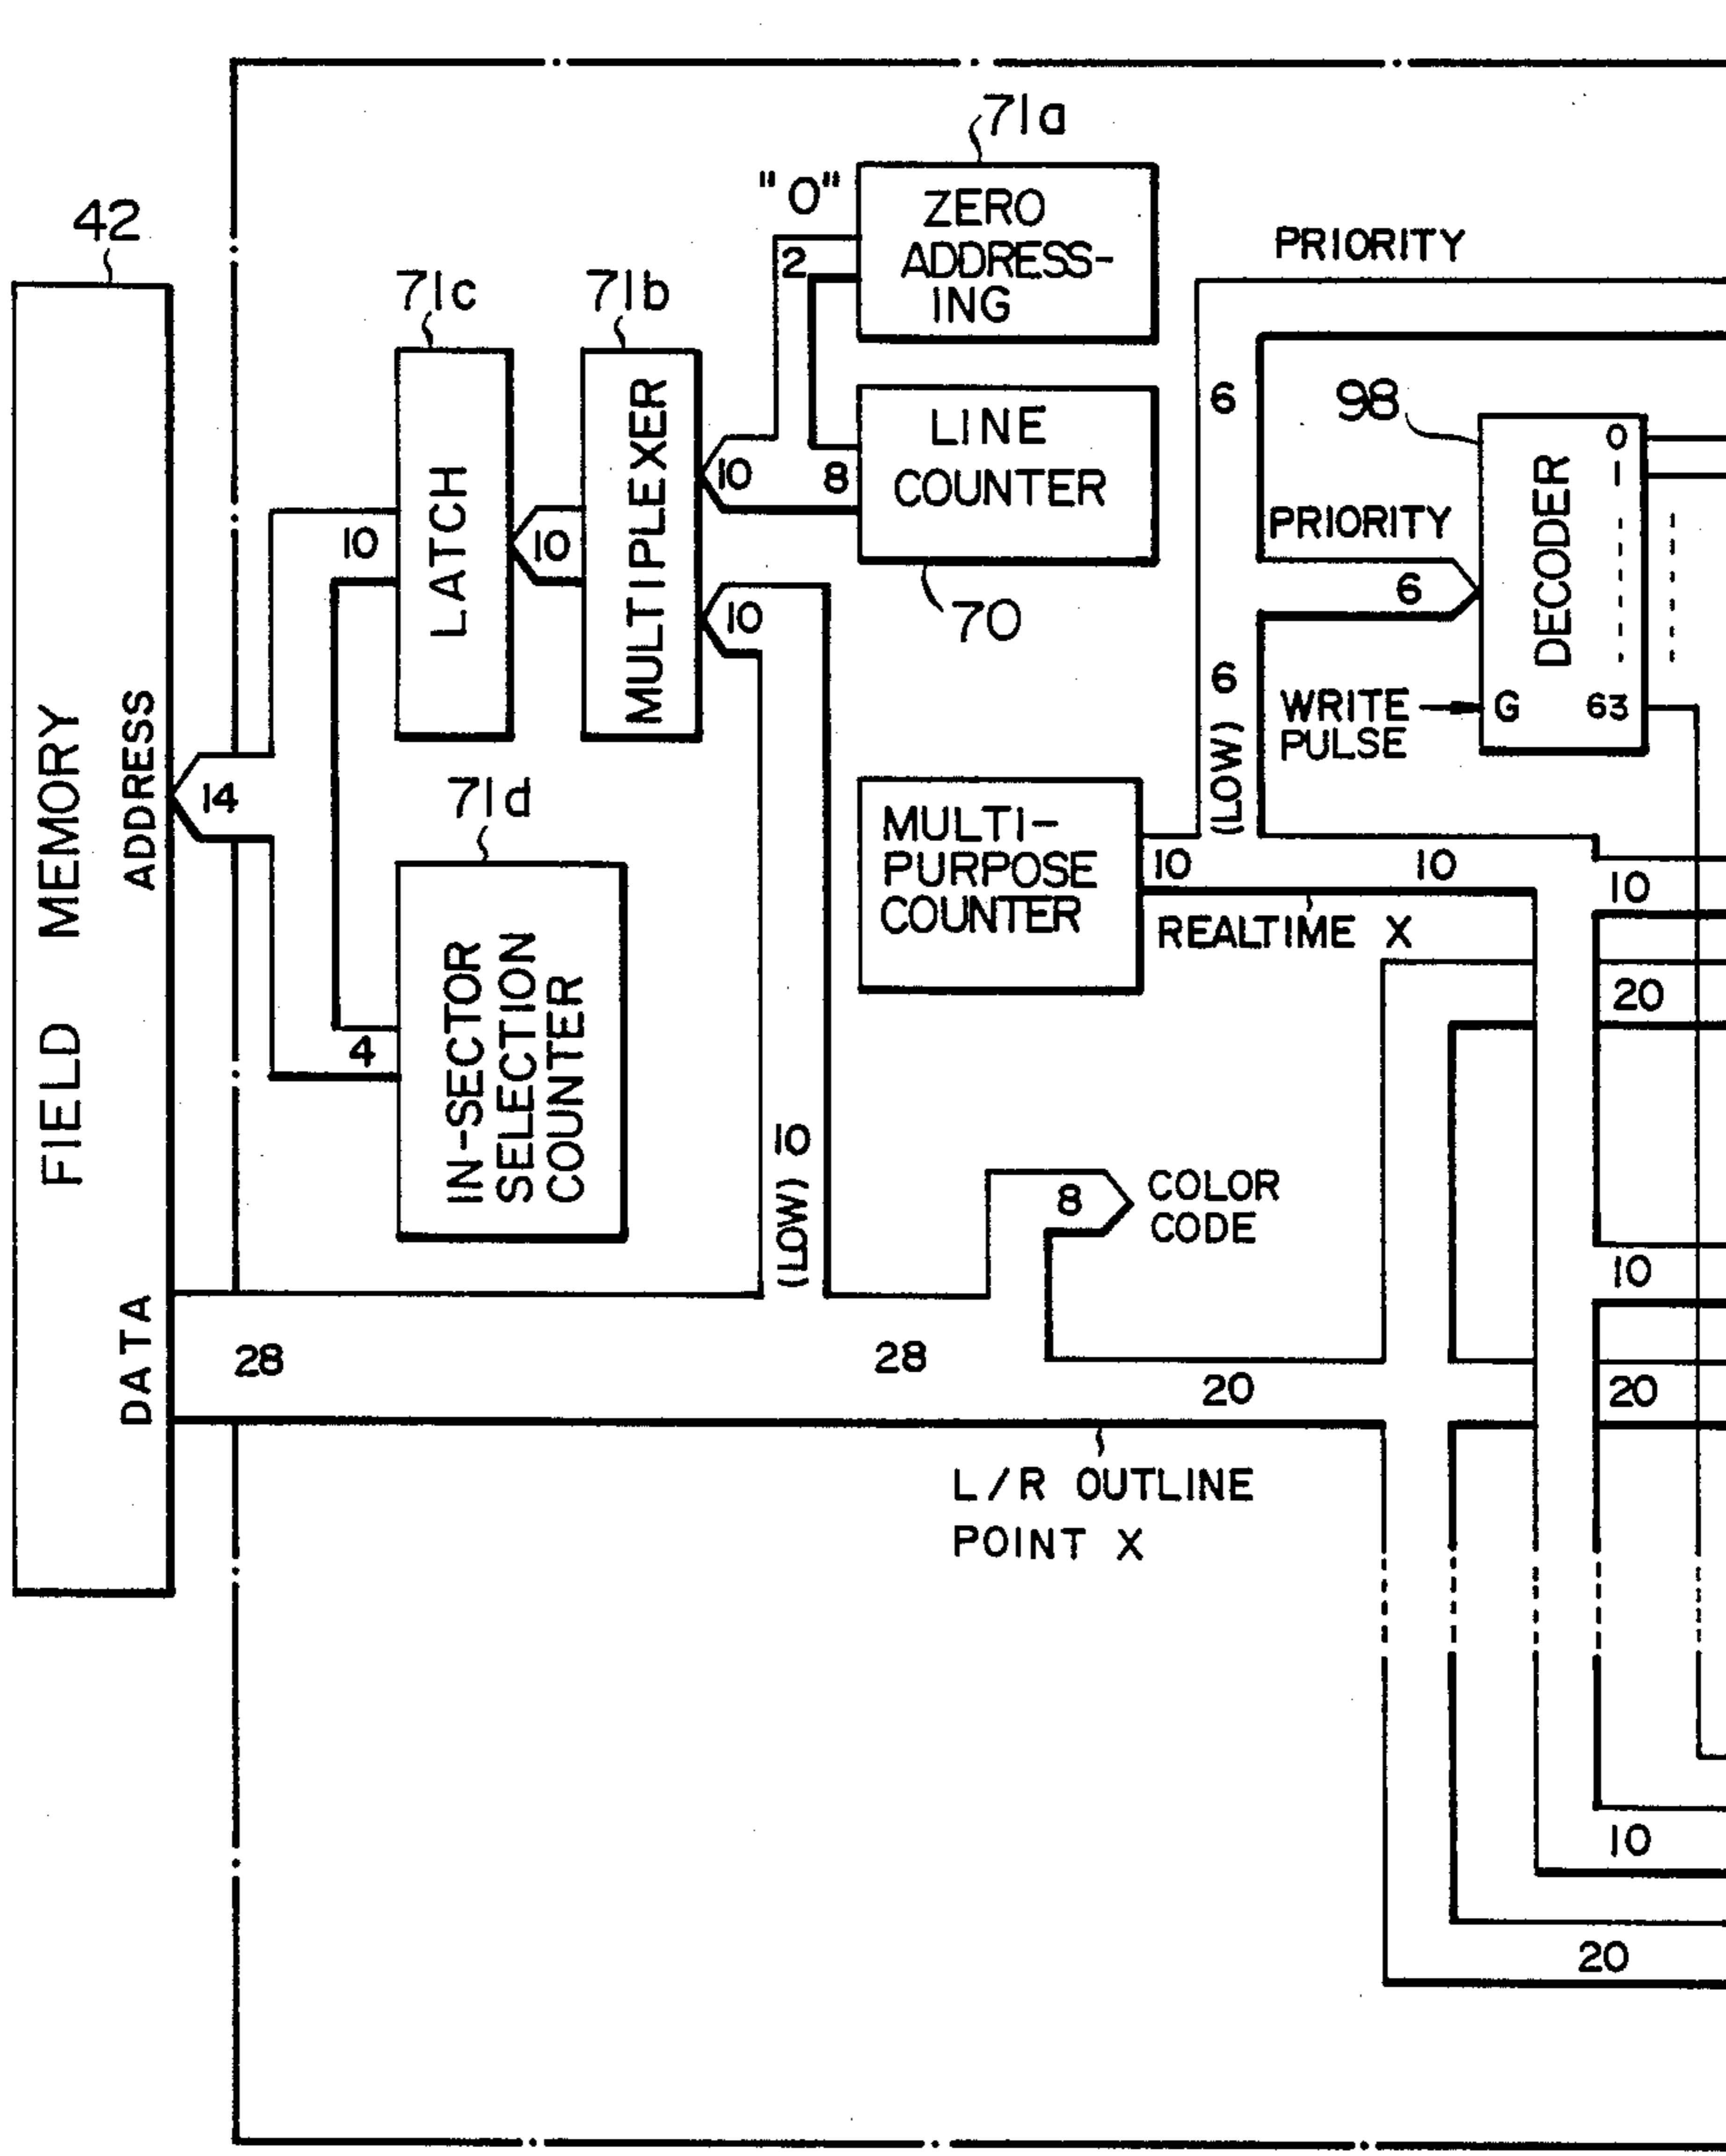 71a
"0"
ZERO
ADDRESS-
ING
2
PRIORITY
42
71c
71b
LINE
COUNTER
10
8
70
6
98
DECODER
0
1
63
G
PRIORITY
6
WRITE
PULSE
LATCH
10
MULTIPLEXER
10
10
6
(LOW)
FIELD MEMORY
ADDRESS
14
71d
IN-SECTOR
SELECTION
COUNTER
4
MULTI-
PURPOSE
COUNTER
10
10
10
REALTIME X
20
(LOW) 10
8
COLOR
CODE
10
DATA
28
28
20
20
L/R OUTLINE
POINT X
10
20